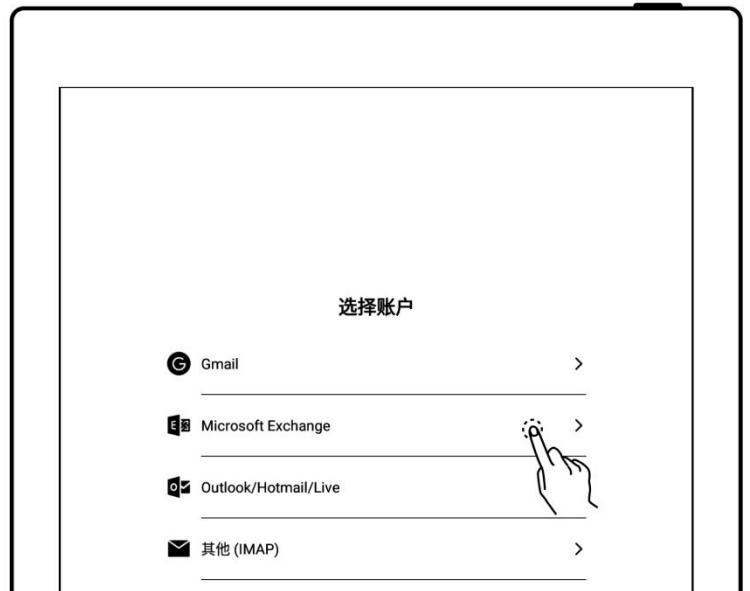 选择账户
Gmail
Microsoft Exchange
Outlook/Hotmail/Live
其他 (IMAP)